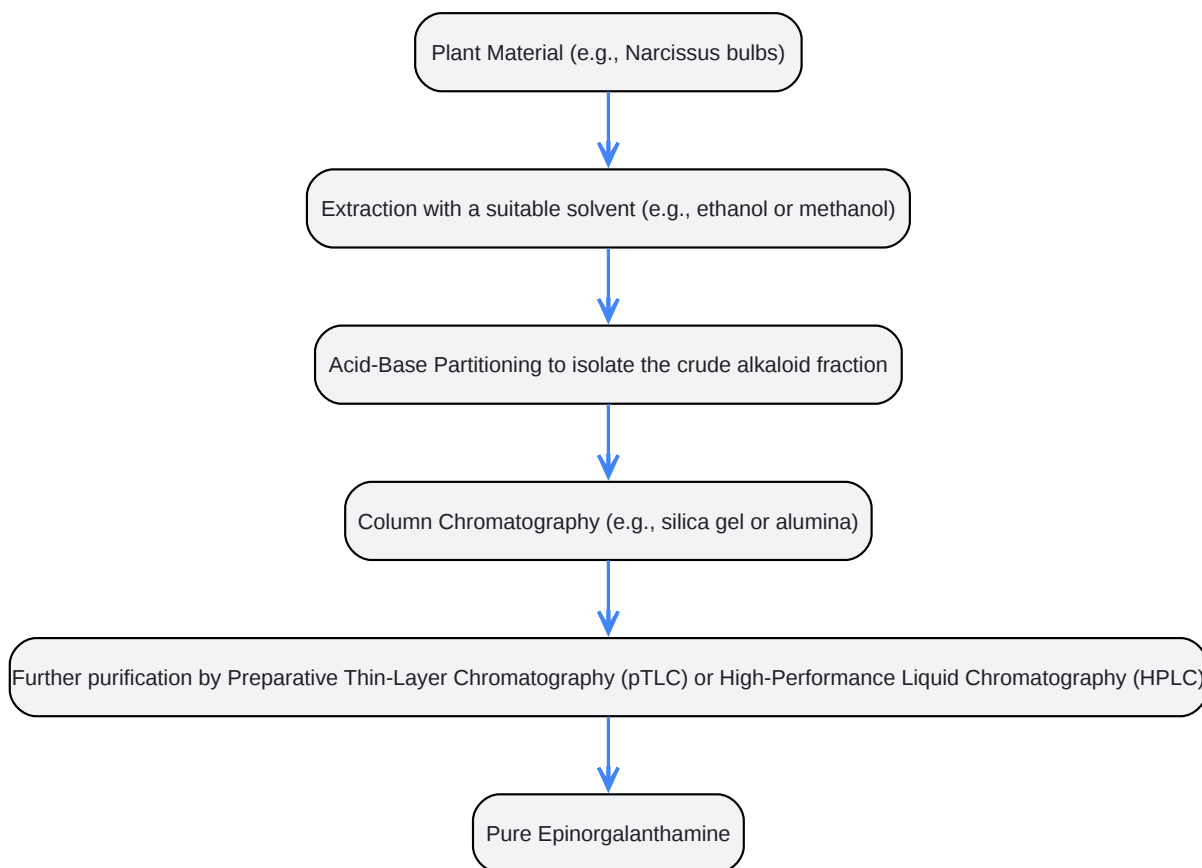 Plant Material (e.g., Narcissus bulbs)
Extraction with a suitable solvent (e.g., ethanol or methanol)
Acid-Base Partitioning to isolate the crude alkaloid fraction
Column Chromatography (e.g., silica gel or alumina)
Further purification by Preparative Thin-Layer Chromatography (pTLC) or High-Performance Liquid Chromatography (HPLC)
Pure Epinorgalanthamine